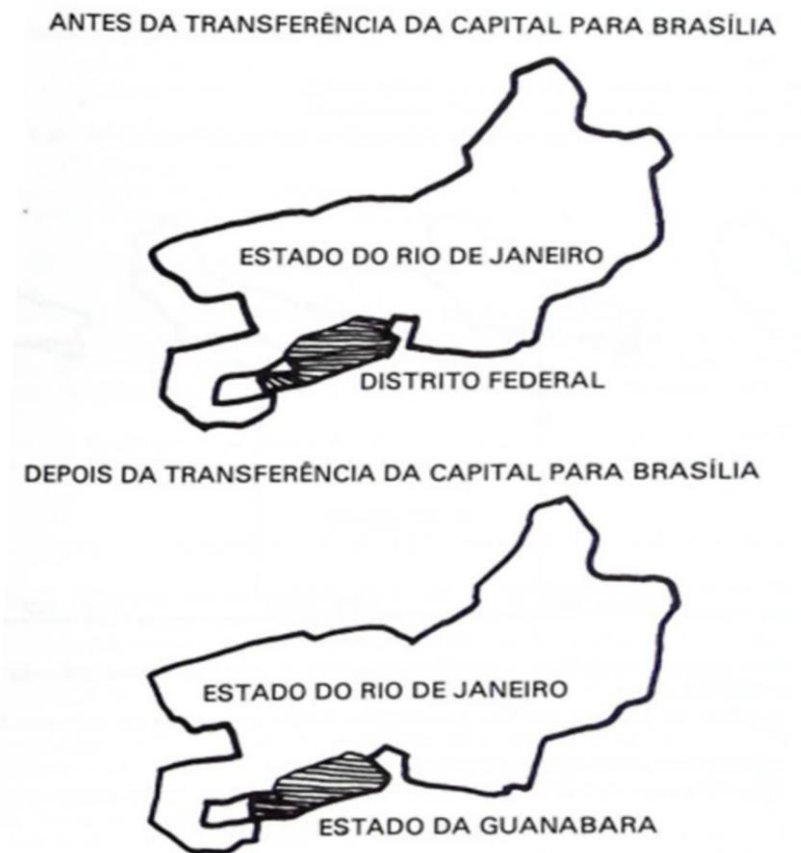 ANTES DA TRANSFERÊNCIA DA CAPITAL PARA BRASÍLIA
ESTADO DO RIO DE JANEIRO
DISTRITO FEDERAL
DEPOIS DA TRANSFERÊNCIA DA CAPITAL PARA BRASÍLIA
ESTADO DO RIO DE JANEIRO
ESTADO DA GUANABARA